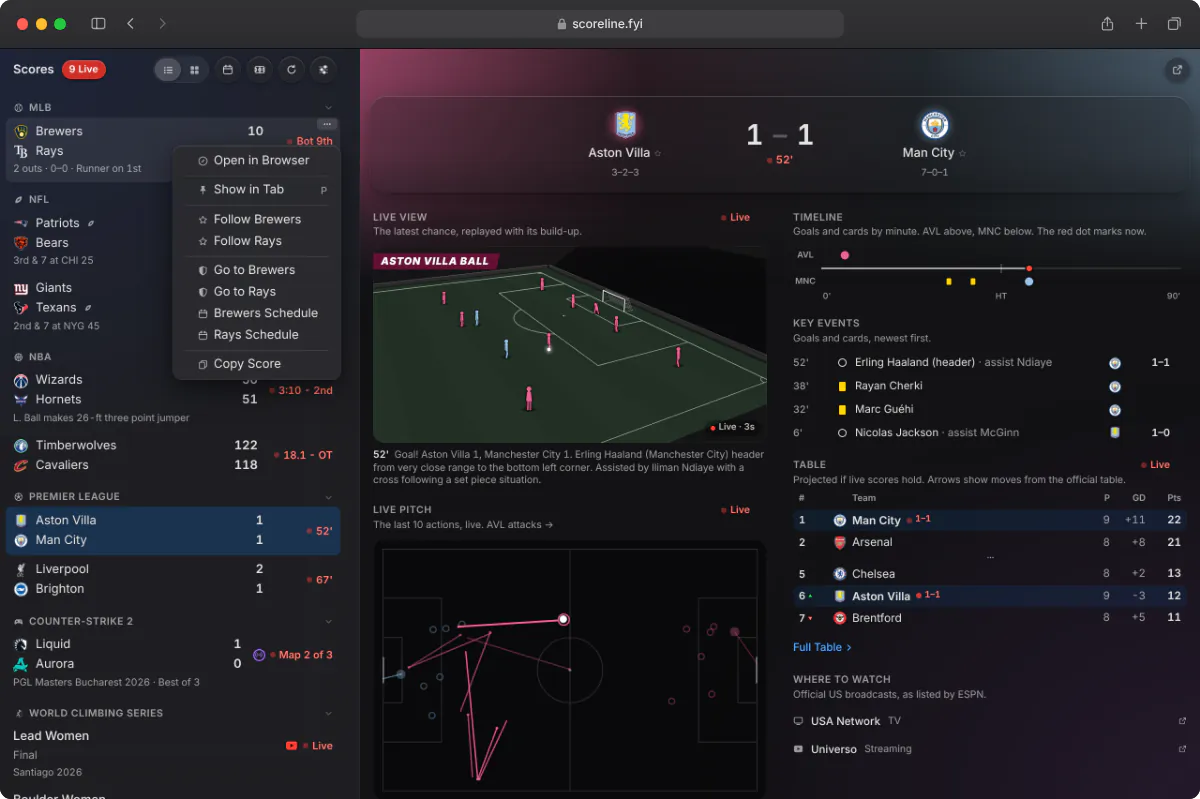 scoreline.fyi
Scores
9 Live
MLB
Brewers 10
Bot 9th
Rays
2 outs · 0–0 · Runner on 1st
NFL
Patriots
Bears
3rd & 7 at CHI 25
Giants
Texans
2nd & 7 at NYG 45
NBA
Wizards
Hornets 51
3:10 - 2nd
L. Ball makes 26-ft three point jumper
Timberwolves 122
Cavaliers 118
18.1 - OT
PREMIER LEAGUE
Aston Villa 1
Man City 1
52'
Liverpool 2
Brighton 1
67'
COUNTER-STRIKE 2
Liquid 1
Aurora 0
Map 2 of 3
PGL Masters Bucharest 2026 · Best of 3
WORLD CLIMBING SERIES
Lead Women
Final
Live
Santiago 2026
Boulder Women
Open in Browser
Show in Tab P
Follow Brewers
Follow Rays
Go to Brewers
Go to Rays
Brewers Schedule
Rays Schedule
Copy Score
Aston Villa
3–2–3
1 – 1
52'
Man City
7–0–1
LIVE VIEW
Live
The latest chance, replayed with its build-up.
ASTON VILLA BALL
Live · 3s
52' Goal! Aston Villa 1, Manchester City 1. Erling Haaland (Manchester City) header
from very close range to the bottom left corner. Assisted by Iliman Ndiaye with a
cross following a set piece situation.
LIVE PITCH
Live
The last 10 actions, live. AVL attacks →
TIMELINE
Goals and cards by minute. AVL above, MNC below. The red dot marks now.
AVL
MNC
0' HT 90'
KEY EVENTS
Goals and cards, newest first.
52' Erling Haaland (header) · assist Ndiaye 1–1
38' Rayan Cherki
32' Marc Guéhi
6' Nicolas Jackson · assist McGinn 1–0
TABLE
Live
Projected if live scores hold. Arrows show moves from the official table.
# Team P GD Pts
1 Man City 1–1 9 +11 22
2 Arsenal 8 +8 21
...
5 Chelsea 8 +2 13
6 Aston Villa 1–1 9 -3 12
7 Brentford 8 +5 11
Full Table >
WHERE TO WATCH
Official US broadcasts, as listed by ESPN.
USA Network TV
Universo Streaming